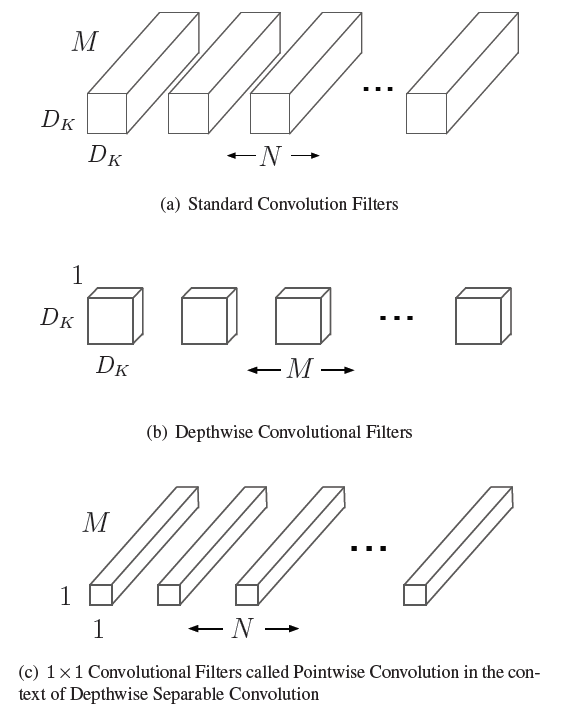 M
D_K
D_K
N
...
(a) Standard Convolution Filters
1
D_K
D_K
M
...
(b) Depthwise Convolutional Filters
M
1
1
N
...
(c) 1 × 1 Convolutional Filters called Pointwise Convolution in the con-
text of Depthwise Separable Convolution